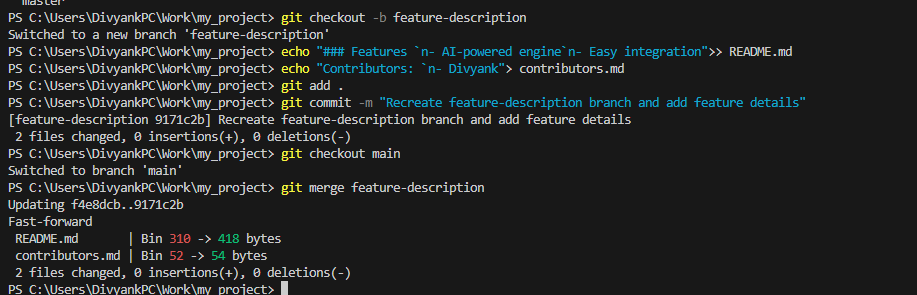 master
PS C:\Users\DivyankPC\Work\my_project> git checkout -b feature-description
Switched to a new branch 'feature-description'
PS C:\Users\DivyankPC\Work\my_project> echo "### Features `n- AI-powered engine`n- Easy integration">> README.md
PS C:\Users\DivyankPC\Work\my_project> echo "Contributors: `n- Divyank"> contributors.md
PS C:\Users\DivyankPC\Work\my_project> git add .
PS C:\Users\DivyankPC\Work\my_project> git commit -m "Recreate feature-description branch and add feature details"
[feature-description 9171c2b] Recreate feature-description branch and add feature details
 2 files changed, 0 insertions(+), 0 deletions(-)
PS C:\Users\DivyankPC\Work\my_project> git checkout main
Switched to branch 'main'
PS C:\Users\DivyankPC\Work\my_project> git merge feature-description
Updating f4e8dcb..9171c2b
Fast-forward
 README.md       | Bin 310 -> 418 bytes
 contributors.md | Bin 52 -> 54 bytes
 2 files changed, 0 insertions(+), 0 deletions(-)
PS C:\Users\DivyankPC\Work\my_project>